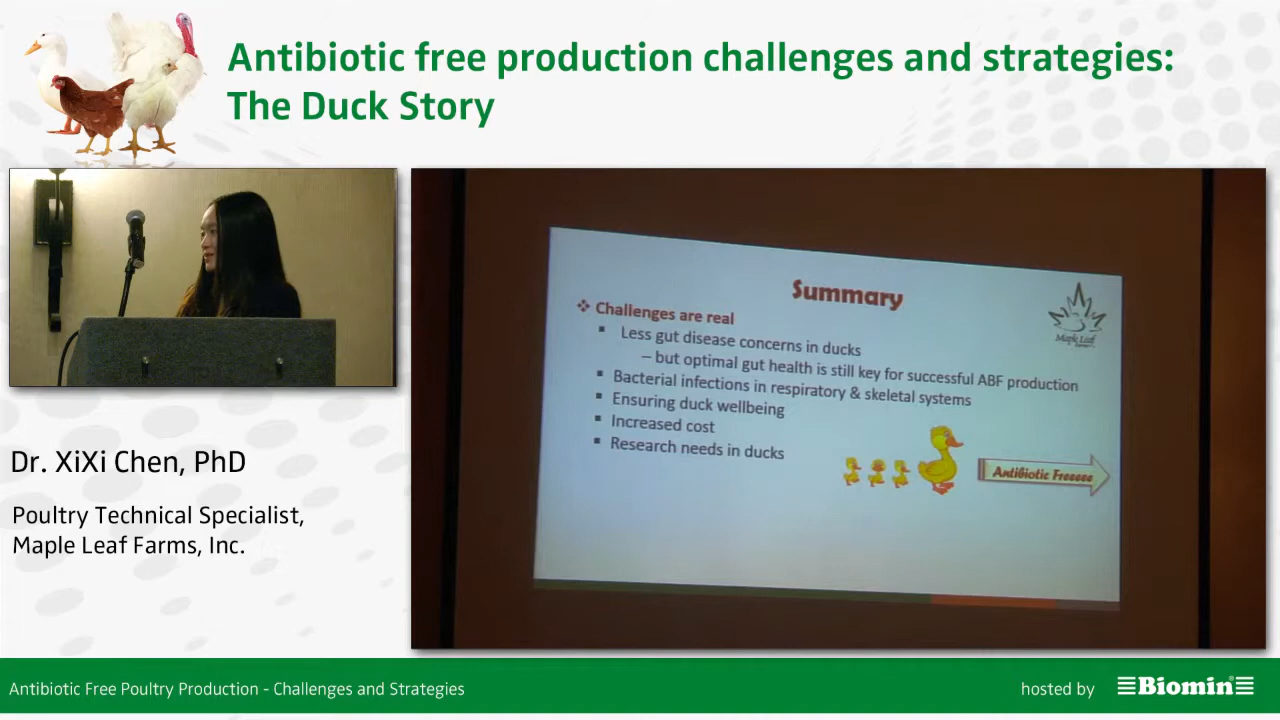 Antibiotic free production challenges and strategies:
The Duck Story
Summary
❖ Challenges are real
▪ Less gut disease concerns in ducks
– but optimal gut health is still key for successful ABF production
▪ Bacterial infections in respiratory & skeletal systems
▪ Ensuring duck wellbeing
▪ Increased cost
▪ Research needs in ducks
Maple Leaf
Antibiotic Freeeee
Dr. XiXi Chen, PhD
Poultry Technical Specialist,
Maple Leaf Farms, Inc.
Antibiotic Free Poultry Production - Challenges and Strategies
hosted by
Biomin